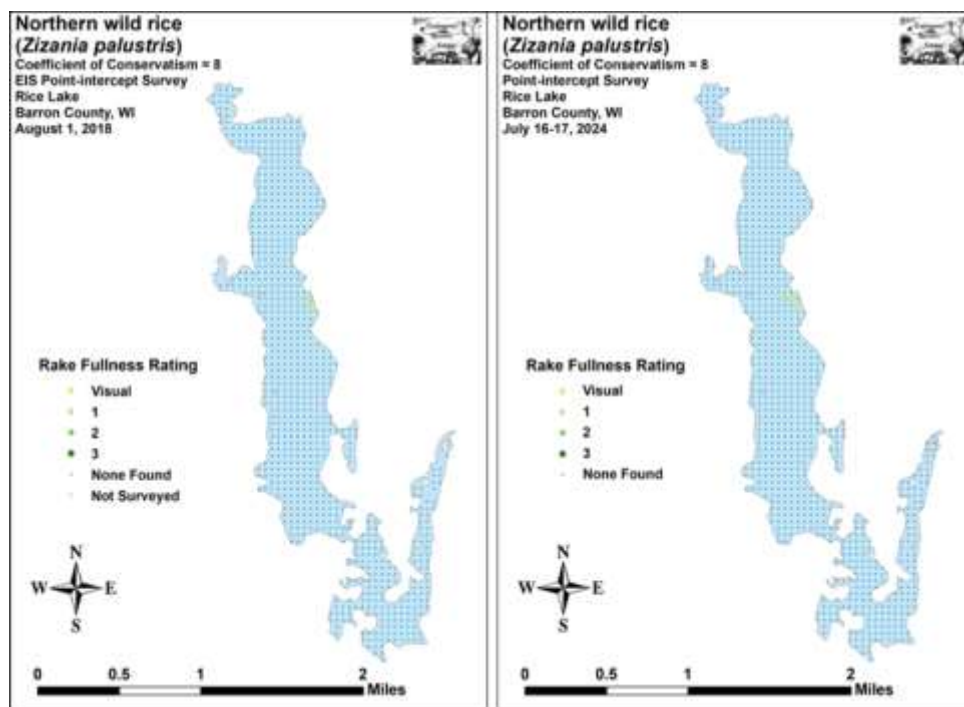 Northern wild rice
(Zizania palustris)
Coefficient of Conservatism = 8
EIS Point-intercept Survey
Rice Lake
Barron County, WI
August 1, 2018
Rake Fullness Rating
Visual
1
2
3
None Found
Not Surveyed
N
W E
S
0 0.5 1 2
Miles
Northern wild rice
(Zizania palustris)
Coefficient of Conservatism = 8
Point-intercept Survey
Rice Lake
Barron County, WI
July 16-17, 2024
Rake Fullness Rating
Visual
1
2
3
None Found
N
W E
S
0 0.5 1 2
Miles